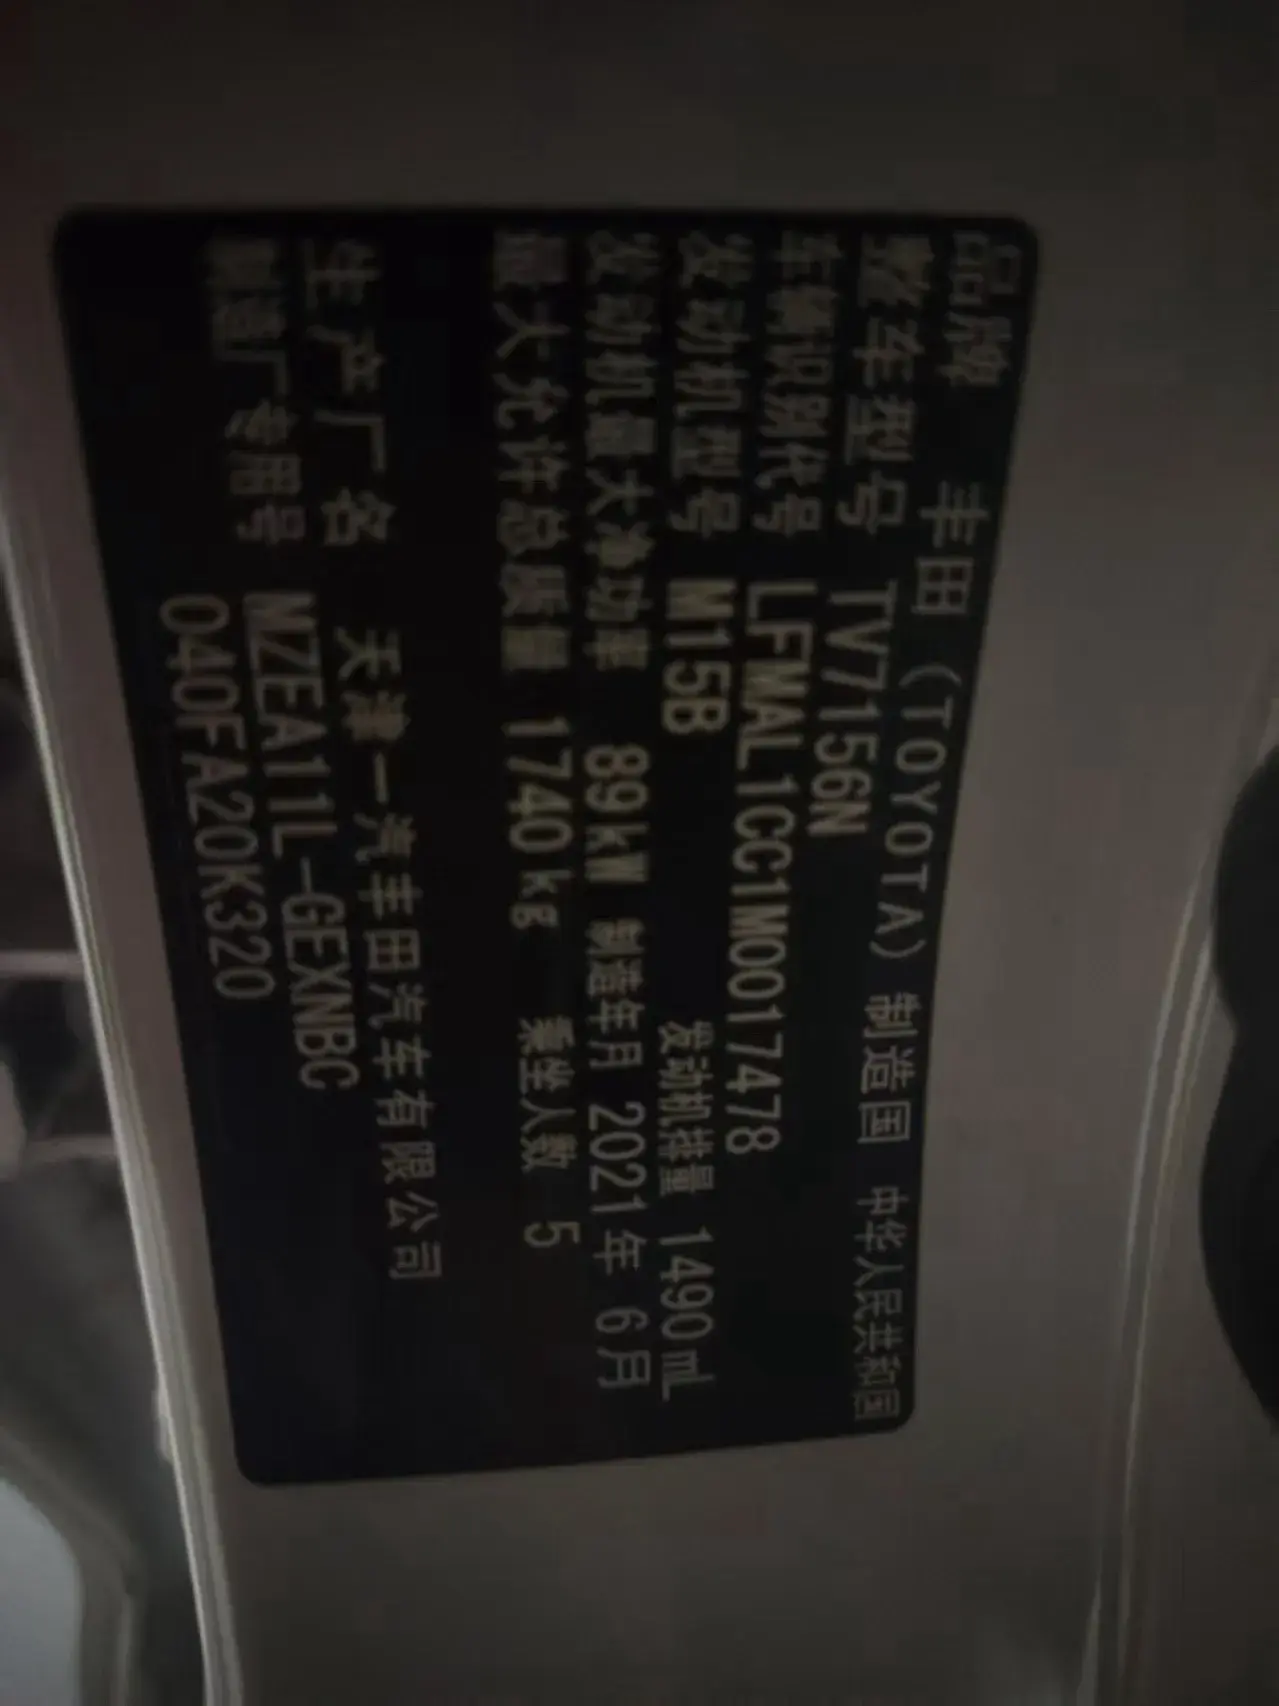 品牌 丰田（TOYOTA）制造国 中华人民共和国
整车型号 TV7156N
车辆识别代号 LFMAL1CC1M0017478
发动机型号 M15B 发动机排量 1490mL
发动机最大净功率 89kW 制造年月 2021年 6月
最大允许总质量 1740kg 乘坐人数 5
生产厂名 天津一汽丰田汽车有限公司
制造厂专用号 MZEA11L-GEXNBC
040FA20K320